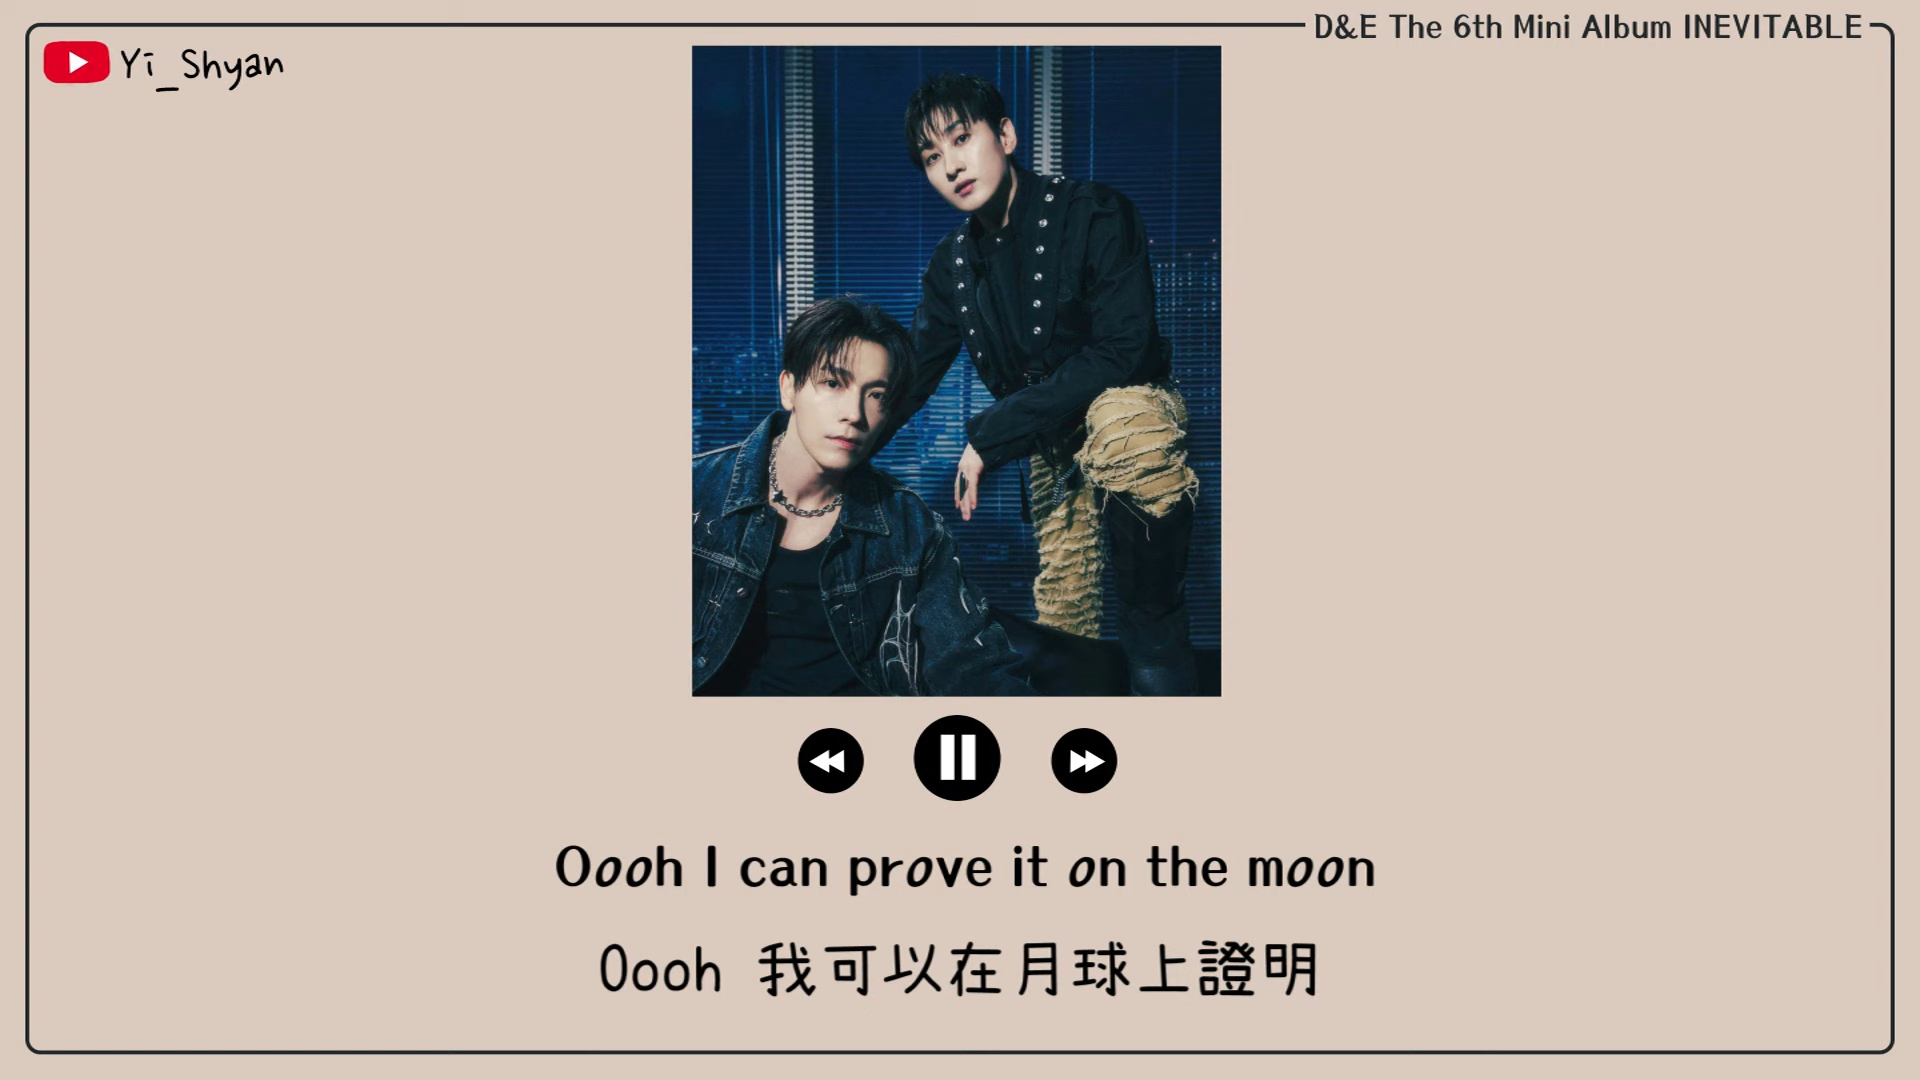 D&E The 6th Mini Album INEVITABLE
Yi_Shyan
Oooh I can prove it on the moon
Oooh 我可以在月球上證明